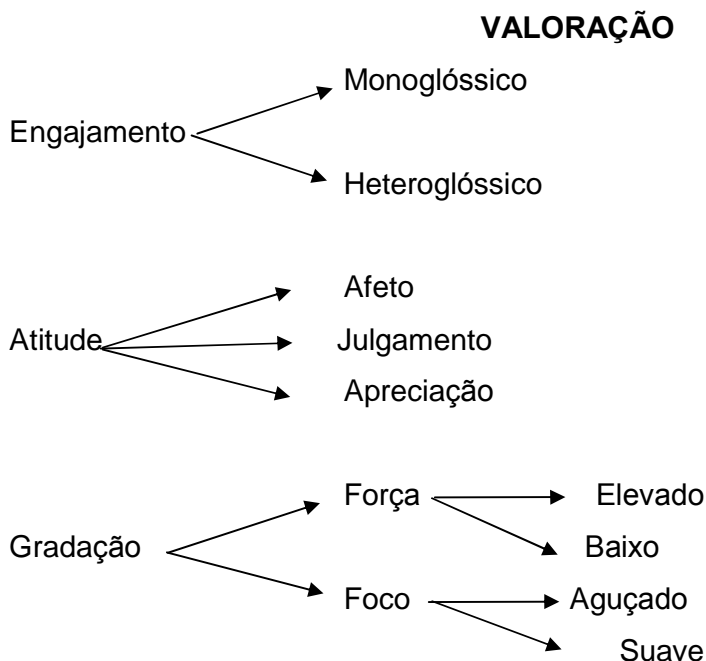 VALORAÇÃO
Monoglóssico
Engajamento
Heteroglóssico
Afeto
Atitude
Julgamento
Apreciação
Força
Elevado
Gradação
Baixo
Foco
Aguçado
Suave